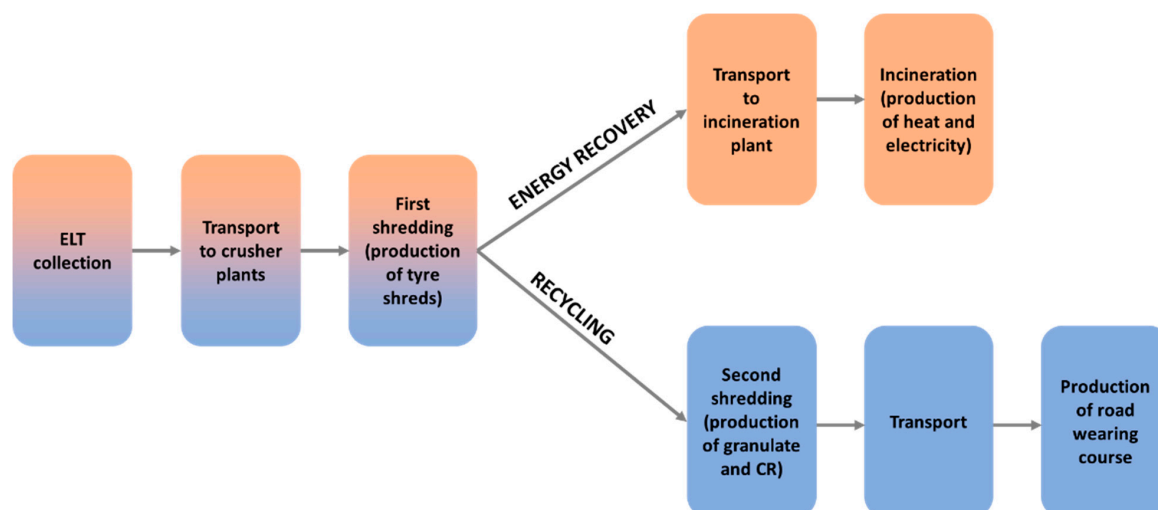 ELT
collection
Transport
to crusher
plants
First
shredding
(production
of tyre
shreds)
ENERGY RECOVERY
Transport
to
incineration
plant
Incineration
(production
of heat and
electricity)
RECYCLING
Second
shredding
(production
of granulate
and CR)
Transport
Production
of road
wearing
course